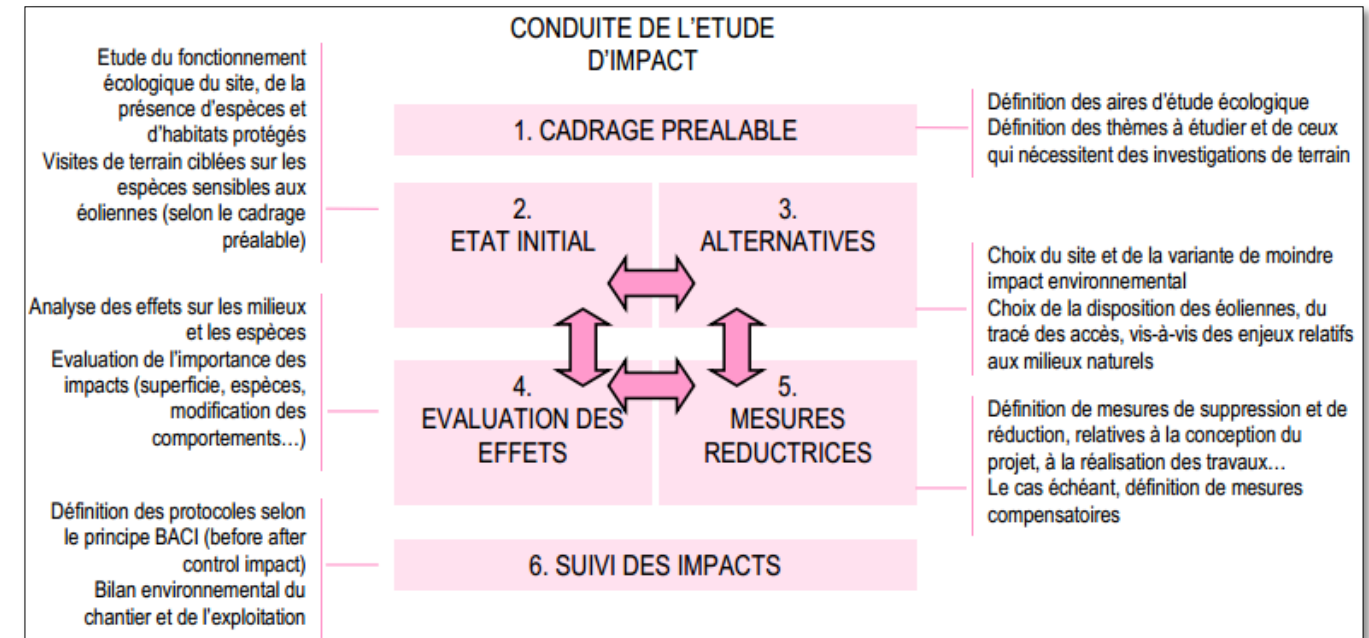 CONDUITE DE L'ETUDE
D'IMPACT
Etude du fonctionnement
écologique du site, de la
présence d'espèces et
d'habitats protégés
Visites de terrain ciblées sur les
espèces sensibles aux
éoliennes (selon le cadrage
préalable)
1. CADRAGE PREALABLE
Définition des aires d'étude écologique
Définition des thèmes à étudier et de ceux
qui nécessitent des investigations de terrain
2.
ETAT INITIAL
3.
ALTERNATIVES
Choix du site et de la variante de moindre
impact environnemental
Choix de la disposition des éoliennes, du
tracé des accès, vis-à-vis des enjeux relatifs
aux milieux naturels
Analyse des effets sur les milieux
et les espèces
Evaluation de l'importance des
impacts (superficie, espèces,
modification des
comportements…)
4.
EVALUATION DES
EFFETS
5.
MESURES
REDUCTRICES
Définition de mesures de suppression et de
réduction, relatives à la conception du
projet, à la réalisation des travaux…
Le cas échéant, définition de mesures
compensatoires
Définition des protocoles selon
le principe BACI (before after
control impact)
Bilan environnemental du
chantier et de l'exploitation
6. SUIVI DES IMPACTS